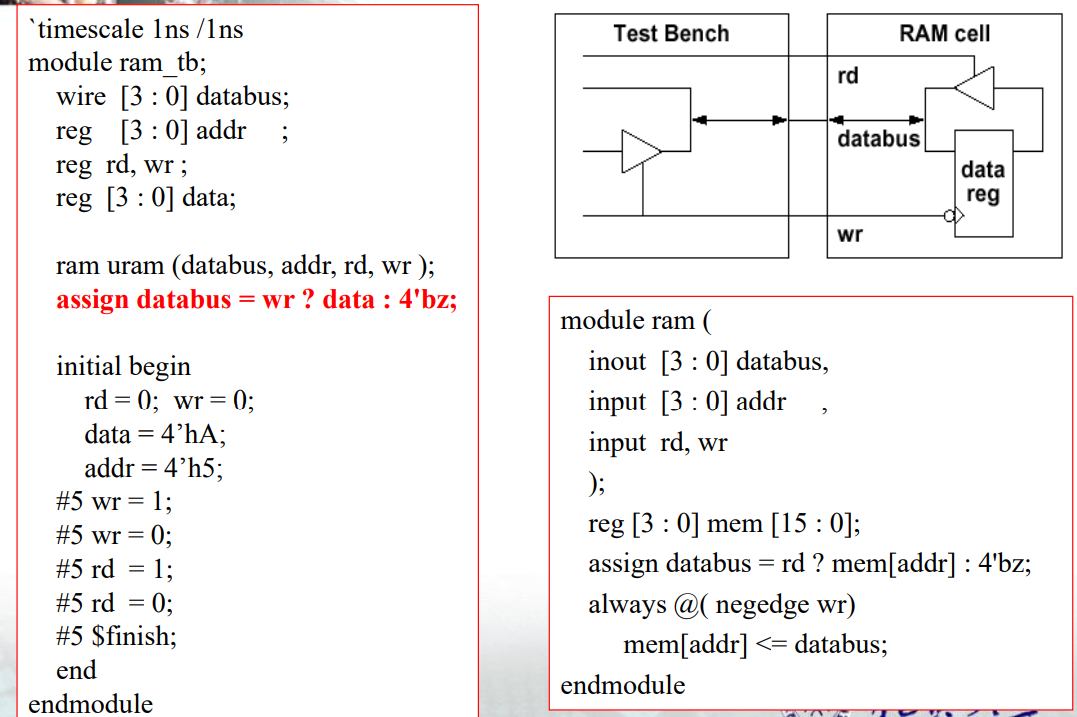 `timescale 1ns /1ns
module ram_tb;
wire [3 : 0] databus;
reg [3 : 0] addr ;
reg rd, wr ;
reg [3 : 0] data;
ram uram (databus, addr, rd, wr );
assign databus = wr ? data : 4'bz;
initial begin
rd = 0; wr = 0;
data = 4’hA;
addr = 4’h5;
#5 wr = 1;
#5 wr = 0;
#5 rd = 1;
#5 rd = 0;
#5 $finish;
end
endmodule
Test Bench
RAM cell
rd
databus
data
reg
wr
module ram (
inout [3 : 0] databus,
input [3 : 0] addr ,
input rd, wr
);
reg [3 : 0] mem [15 : 0];
assign databus = rd ? mem[addr] : 4'bz;
always @( negedge wr)
mem[addr] <= databus;
endmodule